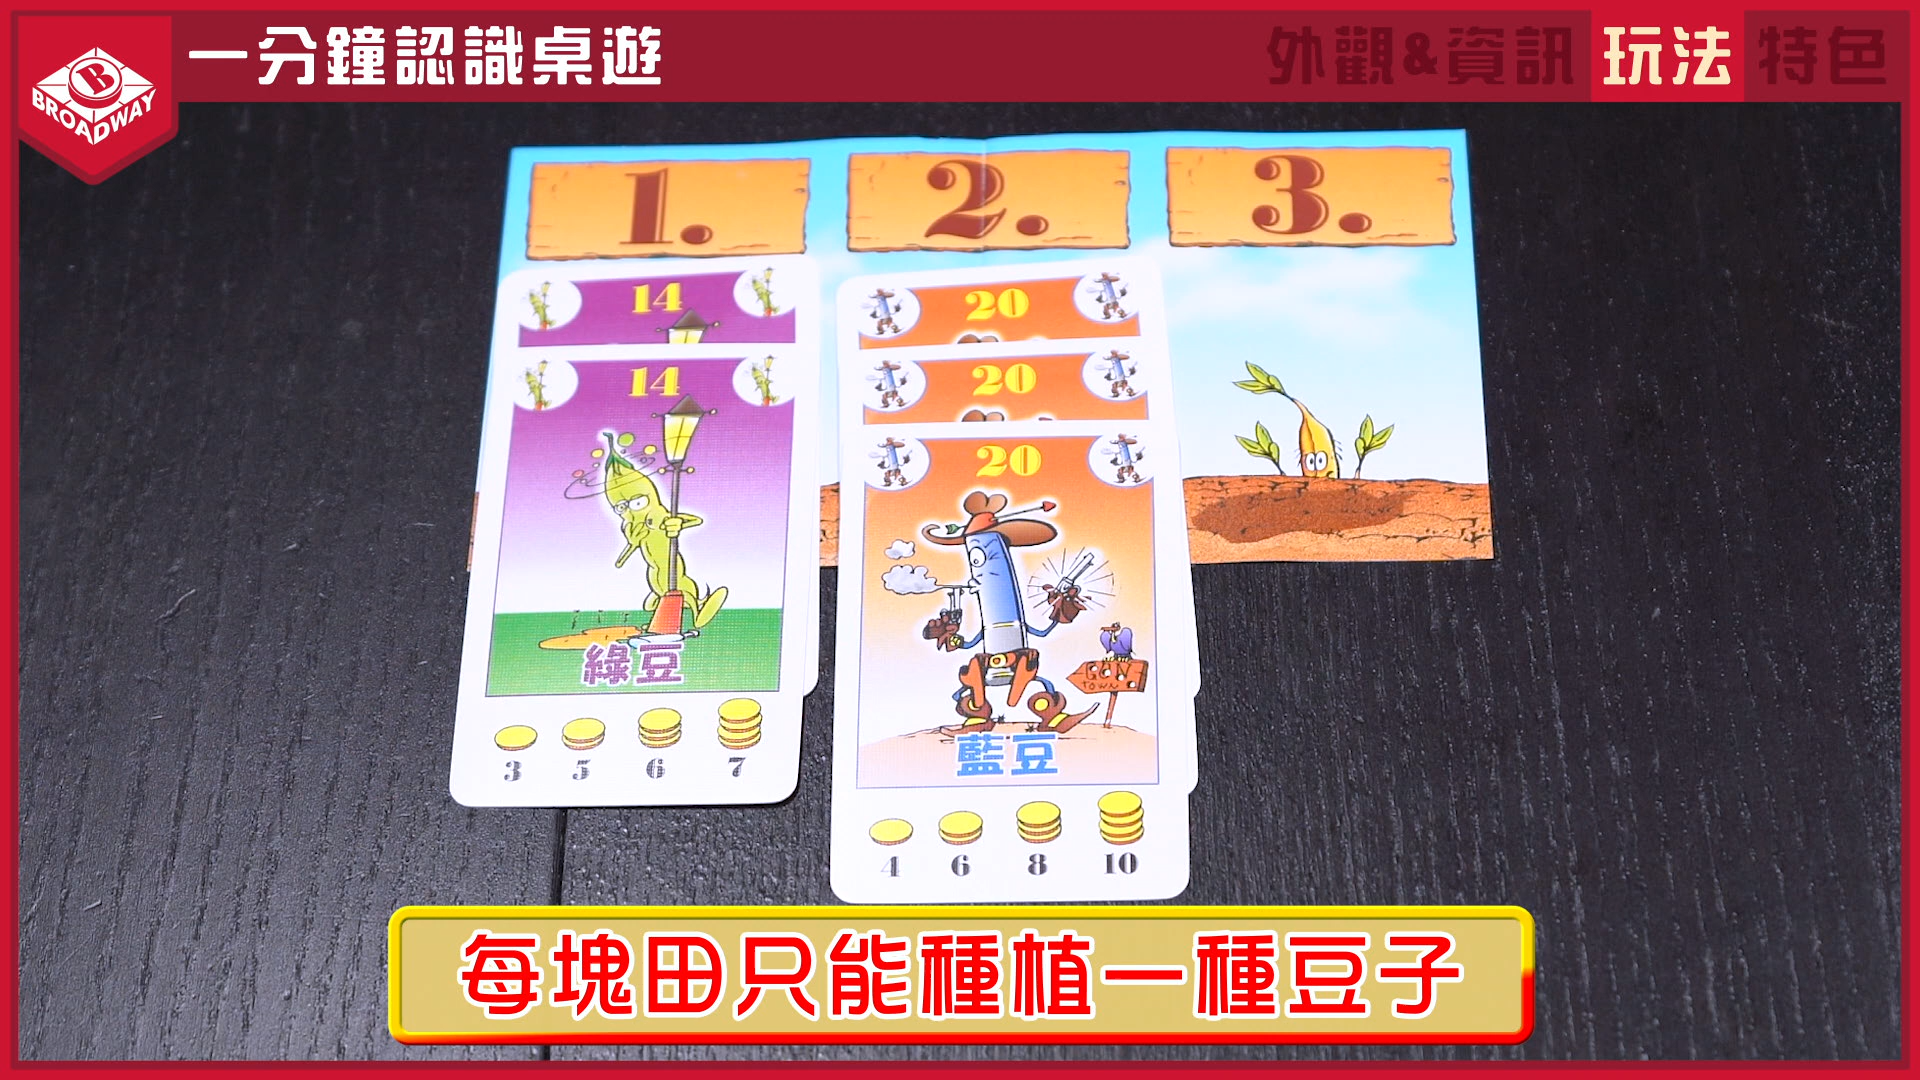 BROADWAY
一分鐘認識桌遊
外觀&資訊 玩法 特色
1. 2. 3.
14
14
綠豆
3 5 6 7
20
20
20
GUN
TOWN
藍豆
4 6 8 10
每塊田只能種植一種豆子